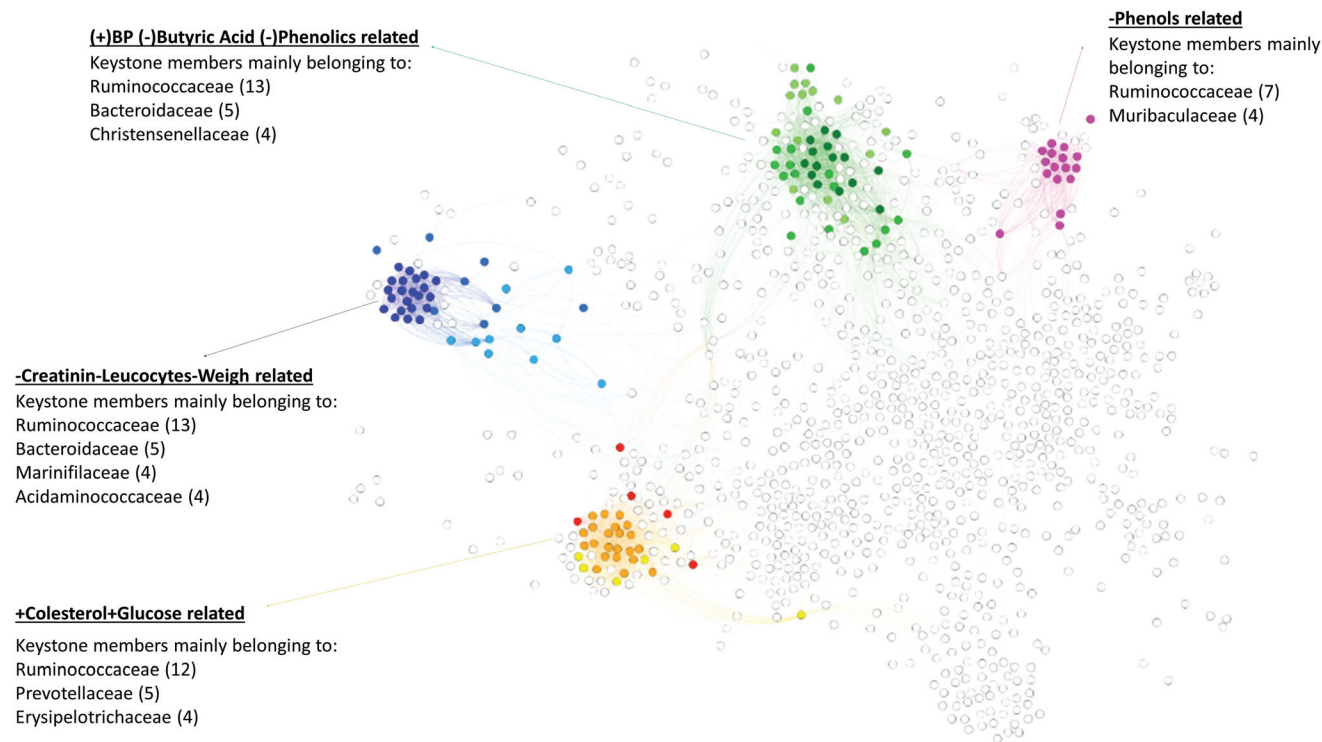 (+)BP (-)Butyric Acid (-)Phenolics related
Keystone members mainly belonging to:
Ruminococcaceae (13)
Bacteroidaceae (5)
Christensenellaceae (4)
-Phenols related
Keystone members mainly
belonging to:
Ruminococcaceae (7)
Muribaculaceae (4)
-Creatinin-Leucocytes-Weigh related
Keystone members mainly belonging to:
Ruminococcaceae (13)
Bacteroidaceae (5)
Marinifilaceae (4)
Acidaminococcaceae (4)
+Colesterol+Glucose related
Keystone members mainly belonging to:
Ruminococcaceae (12)
Prevotellaceae (5)
Erysipelotrichaceae (4)